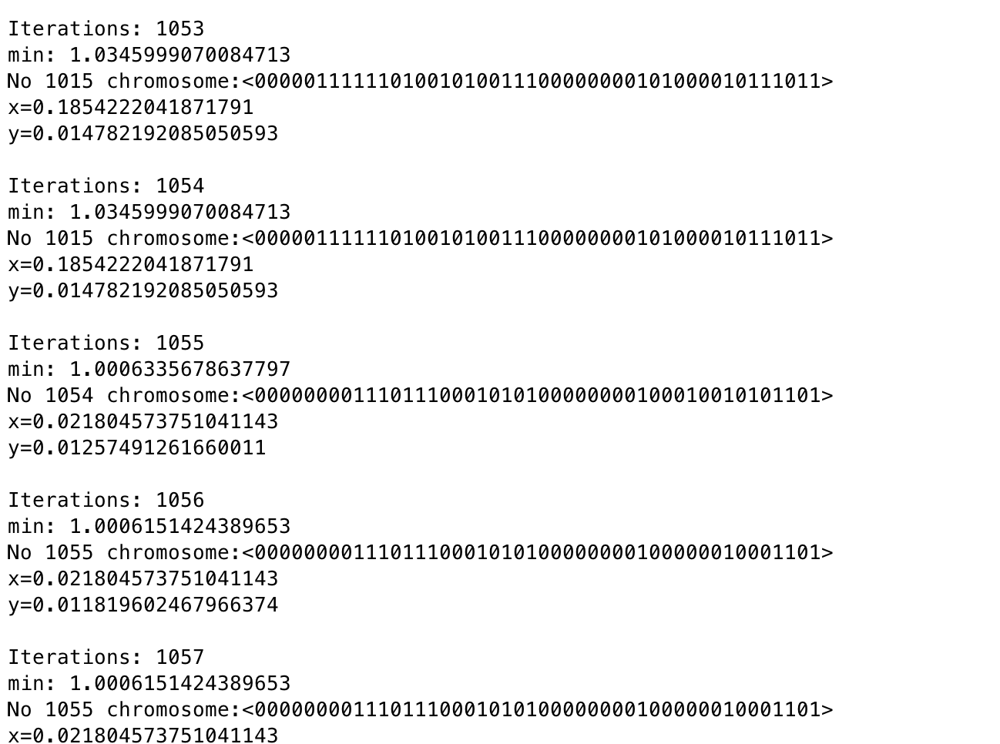 Iterations: 1053
min: 1.0345999070084713
No 1015 chromosome:<0000011111101001010011100000000101000010111011>
x=0.1854222041871791
y=0.014782192085050593
Iterations: 1054
min: 1.0345999070084713
No 1015 chromosome:<0000011111101001010011100000000101000010111011>
x=0.1854222041871791
y=0.014782192085050593
Iterations: 1055
min: 1.0006335678637797
No 1054 chromosome:<0000000011101110001010100000000100010010101101>
x=0.021804573751041143
y=0.01257491261660011
Iterations: 1056
min: 1.0006151424389653
No 1055 chromosome:<0000000011101110001010100000000100000010001101>
x=0.021804573751041143
y=0.011819602467966374
Iterations: 1057
min: 1.0006151424389653
No 1055 chromosome:<0000000011101110001010100000000100000010001101>
x=0.021804573751041143